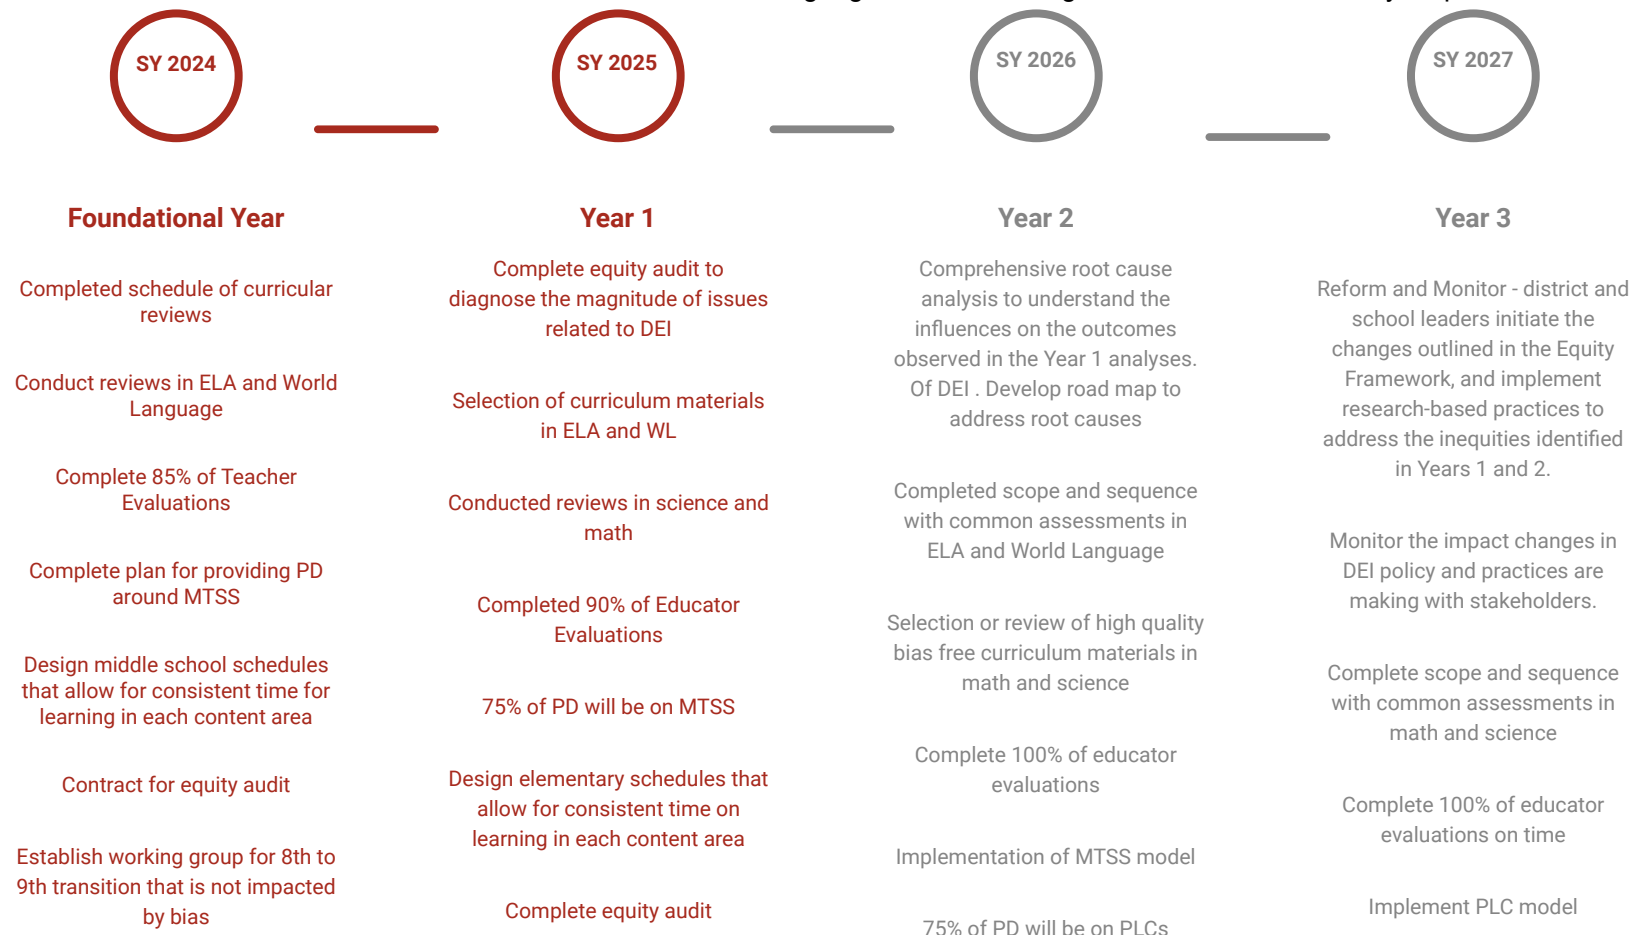 SY 2024
SY 2025
SY 2026
SY 2027
Foundational Year
Completed schedule of curricular
reviews
Conduct reviews in ELA and World
Language
Complete 85% of Teacher
Evaluations
Complete plan for providing PD
around MTSS
Design middle school schedules
that allow for consistent time for
learning in each content area
Contract for equity audit
Establish working group for 8th to
9th transition that is not impacted
by bias
Year 1
Complete equity audit to
diagnose the magnitude of issues
related to DEI
Selection of curriculum materials
in ELA and WL
Conducted reviews in science and
math
Completed 90% of Educator
Evaluations
75% of PD will be on MTSS
Design elementary schedules that
allow for consistent time on
learning in each content area
Complete equity audit
Year 2
Comprehensive root cause
analysis to understand the
influences on the outcomes
observed in the Year 1 analyses.
Of DEI . Develop road map to
address root causes
Completed scope and sequence
with common assessments in
ELA and World Language
Selection or review of high quality
bias free curriculum materials in
math and science
Complete 100% of educator
evaluations
Implementation of MTSS model
75% of PD will be on PLCs
Year 3
Reform and Monitor - district and
school leaders initiate the
changes outlined in the Equity
Framework, and implement
research-based practices to
address the inequities identified
in Years 1 and 2.
Monitor the impact changes in
DEI policy and practices are
making with stakeholders.
Complete scope and sequence
with common assessments in
math and science
Complete 100% of educator
evaluations on time
Implement PLC model